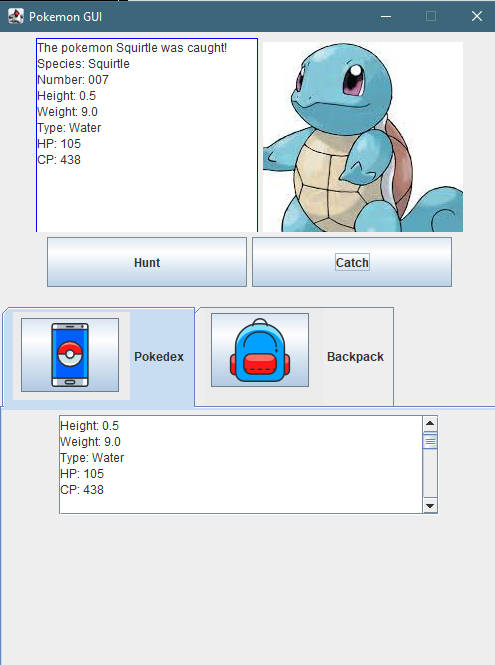 Pokemon GUI
The pokemon Squirtle was caught!
Species: Squirtle
Number: 007
Height: 0.5
Weight: 9.0
Type: Water
HP: 105
CP: 438
Hunt
Catch
Pokedex
Backpack
Height: 0.5
Weight: 9.0
Type: Water
HP: 105
CP: 438